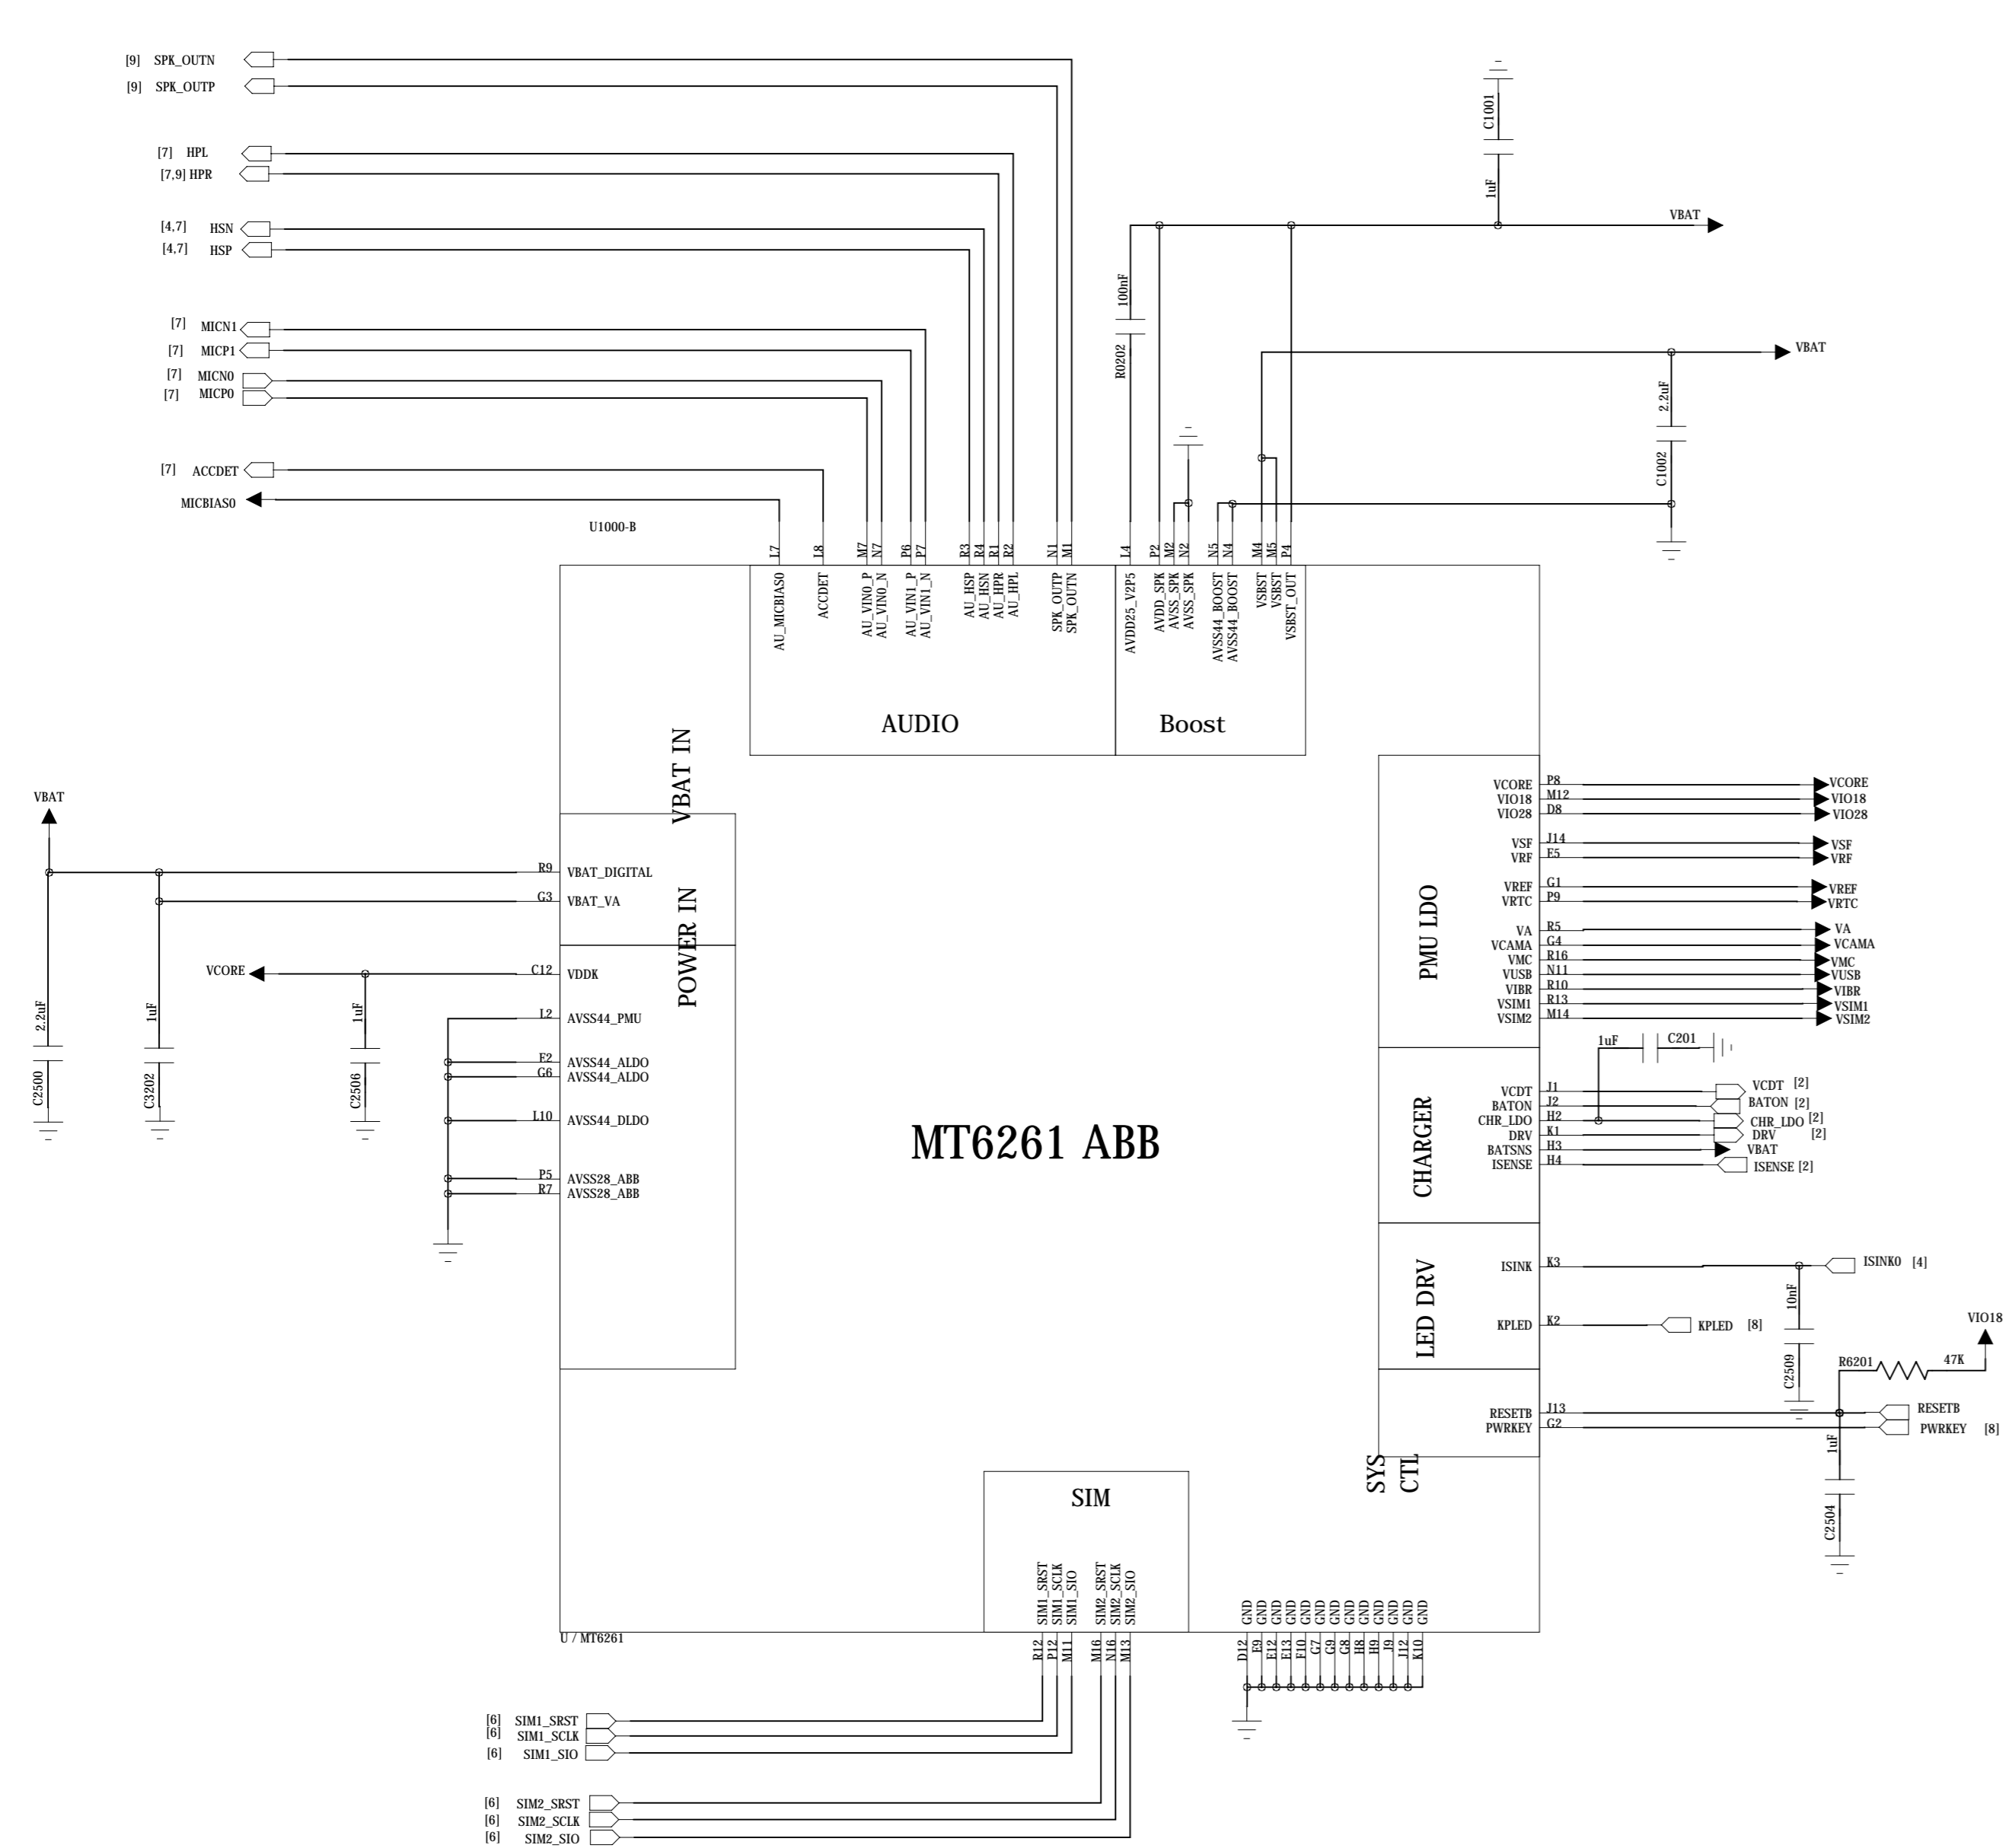 [9] SPK_OUTN
[9] SPK_OUTP
[7] HPL
[7,9] HPR
[4,7] HSN
[4,7] HSP
[7] MICN1
[7] MICP1
[7] MICN0
[7] MICP0
[7] ACCDET
MICBIAS0
C1001
1uF
VBAT
100nF
R0202
VBAT
2.2uF
C1002
U1000-B
L7
L8
M7
N7
P6
P7
R3
R4
R1
R2
N1
M1
L4
P2
M2
N2
N5
N4
M4
M5
P4
AU_MICBIAS0
ACCDET
AU_VIN0_P
AU_VIN0_N
AU_VIN1_P
AU_VIN1_N
AU_HSP
AU_HSN
AU_HPR
AU_HPL
SPK_OUTP
SPK_OUTN
AVDD25_V2P5
AVDD_SPK
AVSS_SPK
AVSS_SPK
AVSS44_BOOST
AVSS44_BOOST
VSBST
VSBST
VSBST_OUT
AUDIO
Boost
VBAT IN
POWER IN
VBAT
R9 VBAT_DIGITAL
G3 VBAT_VA
VCORE
C12 VDDK
L2 AVSS44_PMU
E2 AVSS44_ALDO
G6 AVSS44_ALDO
L10 AVSS44_DLDO
P5 AVSS28_ABB
R7 AVSS28_ABB
2.2uF
C2500
1uF
C3202
1uF
C2506
MT6261 ABB
PMU LDO
VCORE P8 VCORE
VIO18 M12 VIO18
VIO28 D8 VIO28
VSF J14 VSF
VRF E5 VRF
VREF G1 VREF
VRTC P9 VRTC
VA R5 VA
VCAMA G4 VCAMA
VMC R16 VMC
VUSB N11 VUSB
VIBR R10 VIBR
VSIM1 R13 VSIM1
VSIM2 M14 VSIM2
1uF C201
CHARGER
VCDT J1 VCDT [2]
BATON J2 BATON [2]
CHR_LDO H2 CHR_LDO [2]
DRV K1 DRV [2]
BATSNS H3 VBAT
ISENSE H4 ISENSE [2]
LED DRV
ISINK K3 ISINK0 [4]
10nF
C2509
KPLED K2 KPLED [8]
VIO18
R6201 47K
RESETB J13 RESETB
PWRKEY G2 PWRKEY [8]
1uF
C2504
SYS
CTL
SIM
SIM1_SRST
SIM1_SCLK
SIM1_SIO
SIM2_SRST
SIM2_SCLK
SIM2_SIO
GND
GND
GND
GND
GND
GND
GND
GND
GND
GND
GND
GND
GND
U / MT6261
R12
P12
M11
M16
N16
M13
D12
E9
E12
E13
F10
G7
G9
G8
H8
H9
J9
J12
K10
[6] SIM1_SRST
[6] SIM1_SCLK
[6] SIM1_SIO
[6] SIM2_SRST
[6] SIM2_SCLK
[6] SIM2_SIO